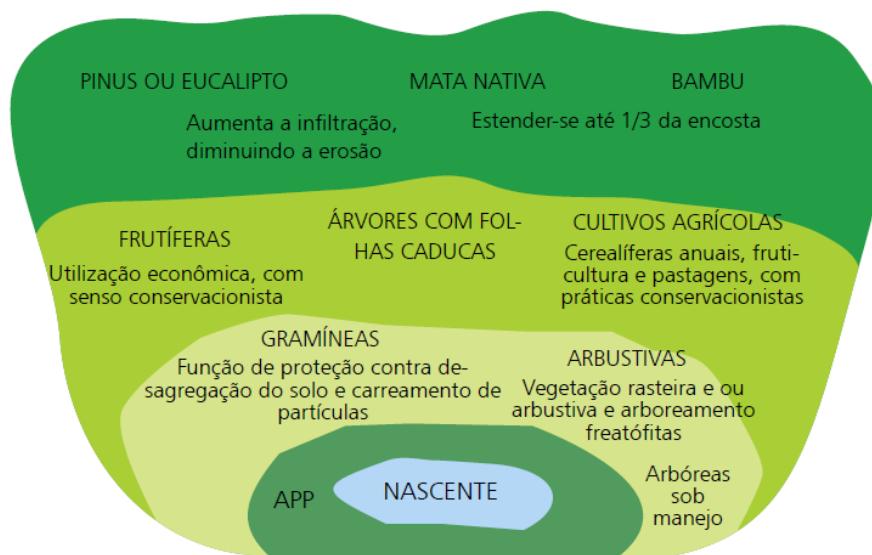 PINUS OU EUCALIPTO
MATA NATIVA
BAMBU
Aumenta a infiltração,
diminuindo a erosão
Estender-se até 1/3 da encosta
FRUTÍFERAS
Utilização econômica, com
senso conservacionista
ÁRVORES COM FOL-
HAS CADUCAS
CULTIVOS AGRÍCOLAS
Cerealíferas anuais, fruti-
cultura e pastagens, com
práticas conservacionistas
GRAMÍNEAS
Função de proteção contra de-
sagregação do solo e carreamento de
partículas
ARBUSTIVAS
Vegetação rasteira e ou
arbustiva e arboreamento
freatófitas
APP
NASCENTE
Arbóreas
sob
manejo